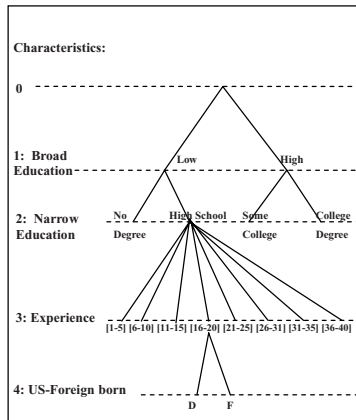 Characteristics:
0
1: Broad
Education
Low High
2: Narrow
Education
No High School Some College
Degree College Degree
3: Experience
[1-5] [6-10] [11-15] [16-20] [21-25] [26-31] [31-35] [36-40]
4: US-Foreign born
D F